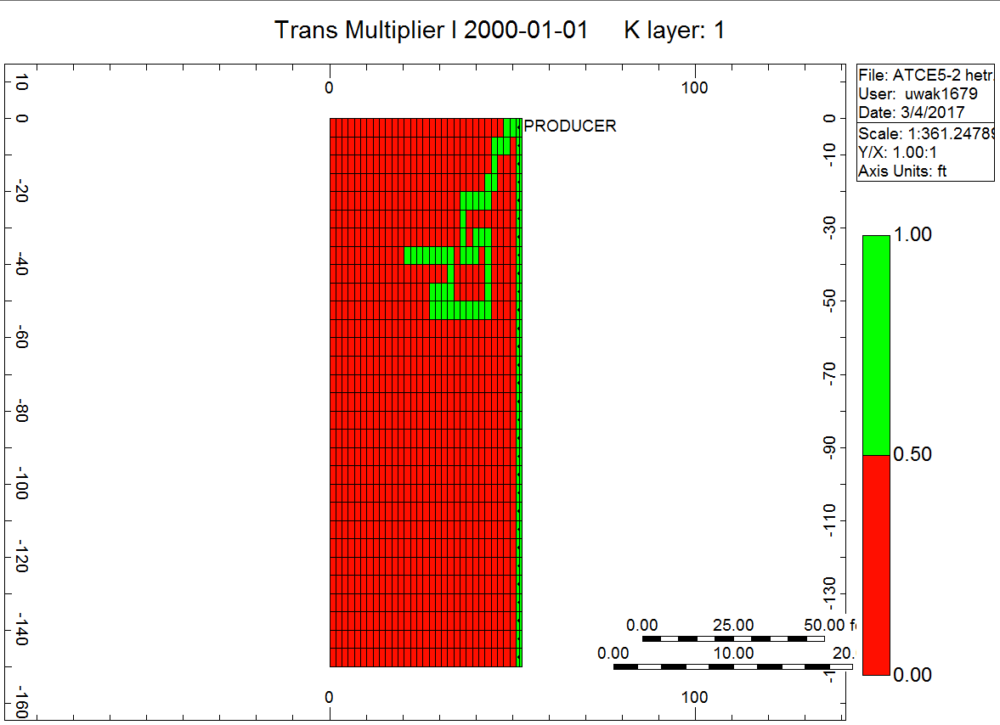 Trans Multiplier I 2000-01-01 K layer: 1
File: ATCE5-2 hetr.
User: uwak1679
Date: 3/4/2017
Scale: 1:361.24789
Y/X: 1.00:1
Axis Units: ft
0 100
10
0
-20
-40
-60
-80
-100
-120
-140
-160
PRODUCER
0
-10
-30
-50
-70
-90
-110
-130
1.00
0.50
0.00
0.00 25.00 50.00
0.00 10.00 20.
0 100